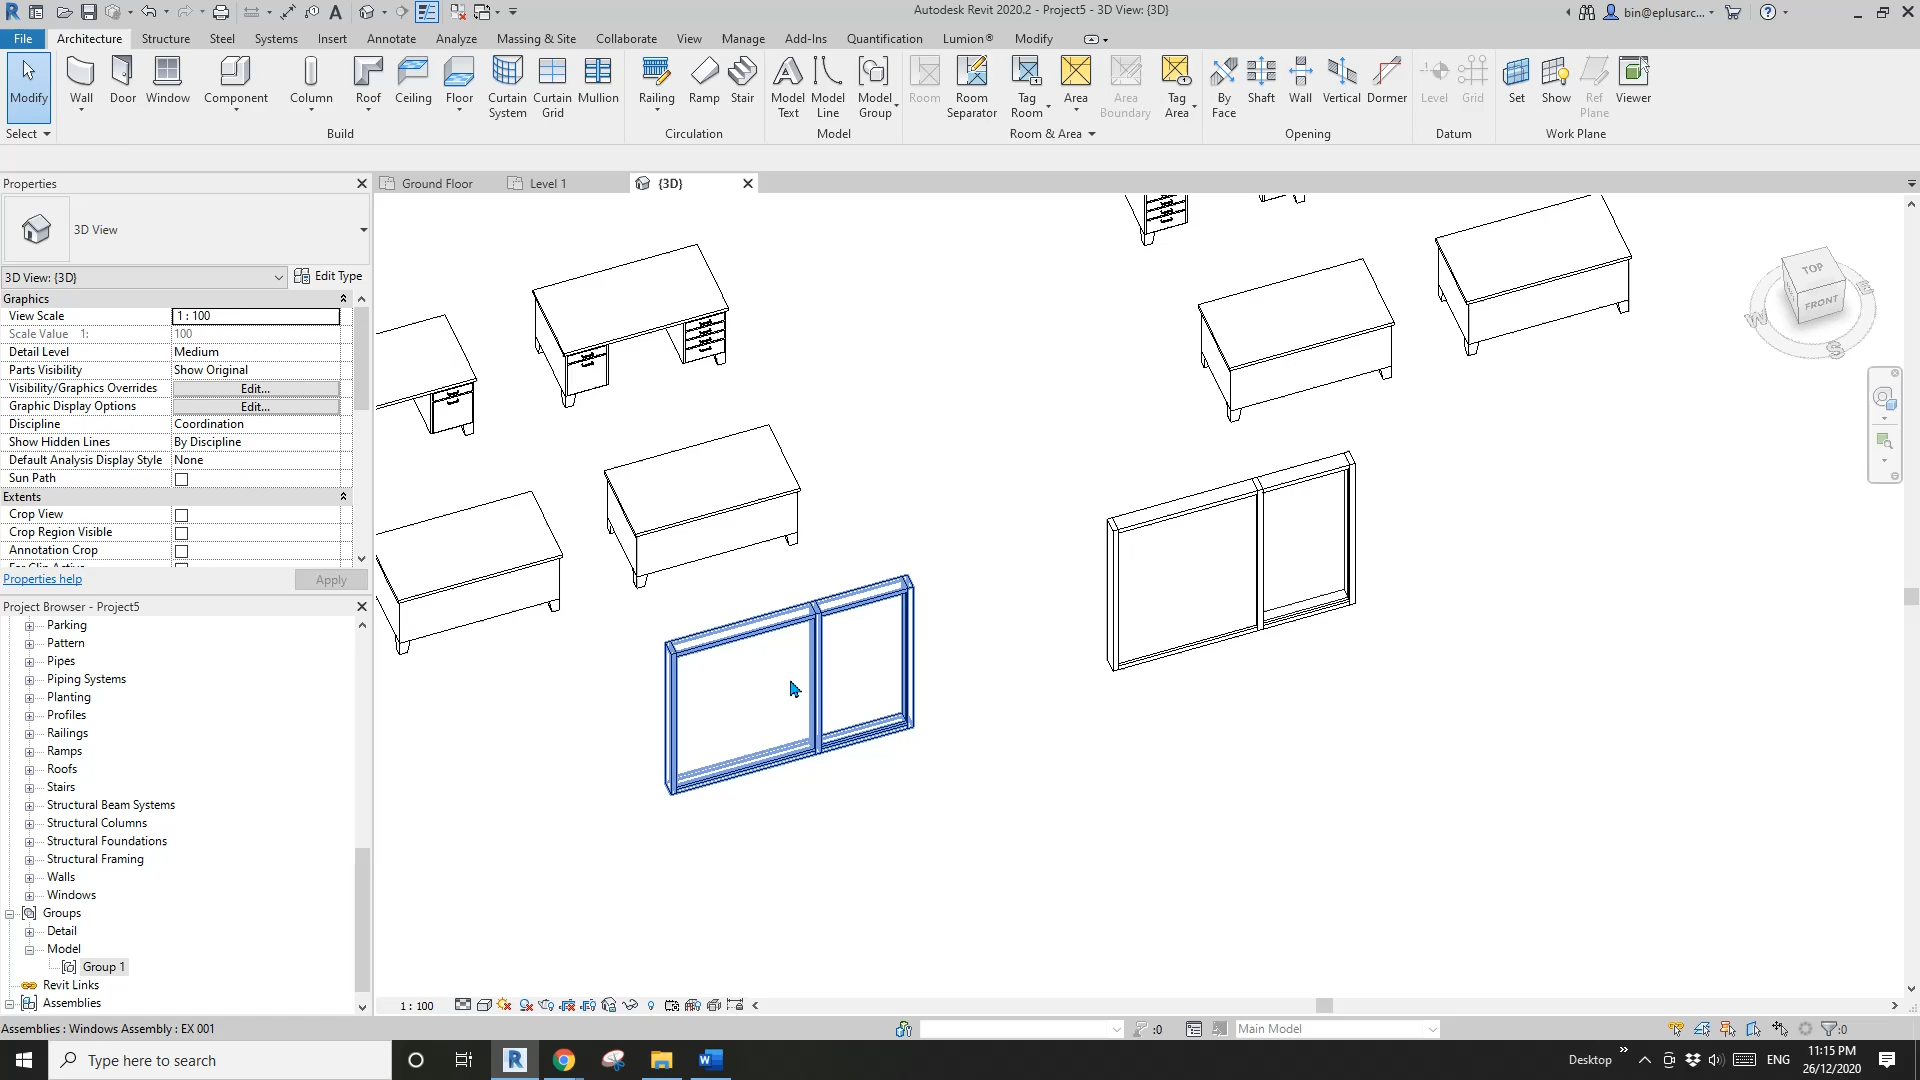 Autodesk Revit 2020.2 - Project5 - 3D View: {3D}
bin@eplusarc...
File Architecture Structure Steel Systems Insert Annotate Analyze Massing & Site Collaborate View Manage Add-Ins Quantification Lumion® Modify
Modify Wall Door Window Component Column Roof Ceiling Floor Curtain System Curtain Grid Mullion Railing Ramp Stair Model Text Model Line Model Group Room Room Separator Tag Room Area Area Boundary Tag Area By Face Shaft Wall Vertical Dormer Level Grid Set Show Ref Plane Viewer
Select Build Circulation Model Room & Area Opening Datum Work Plane
Properties
Ground Floor Level 1 {3D}
3D View
3D View: {3D} Edit Type
Graphics
View Scale 1 : 100
Scale Value 1: 100
Detail Level Medium
Parts Visibility Show Original
Visibility/Graphics Overrides Edit...
Graphic Display Options Edit...
Discipline Coordination
Show Hidden Lines By Discipline
Default Analysis Display Style None
Sun Path
Extents
Crop View
Crop Region Visible
Annotation Crop
Properties help Apply
TOP
FRONT
W S E
Project Browser - Project5
Parking
Pattern
Pipes
Piping Systems
Planting
Profiles
Railings
Ramps
Roofs
Stairs
Structural Beam Systems
Structural Columns
Structural Foundations
Structural Framing
Walls
Windows
Groups
Detail
Model
Group 1
Revit Links
Assemblies
1 : 100
Assemblies : Windows Assembly : EX 001
:0
Main Model
:0
Type here to search
Desktop
ENG
11:15 PM
26/12/2020